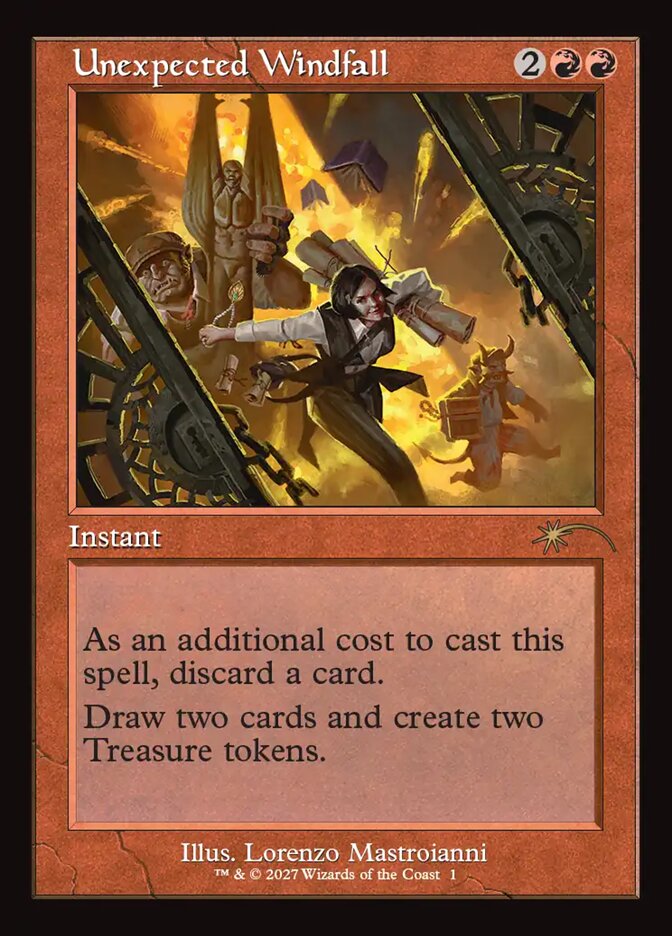 Unexpected Windfall 2
Instant
As an additional cost to cast this
spell, discard a card.
Draw two cards and create two
Treasure tokens.
Illus. Lorenzo Mastroianni
™ & © 2027 Wizards of the Coast 1